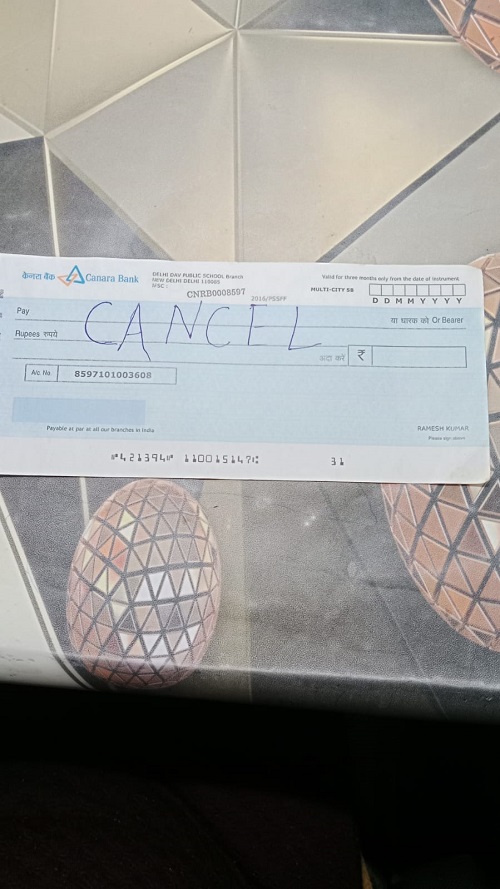 केनरा बैंक Canara Bank
DELHI DAV PUBLIC SCHOOL Branch
NEW DELHI DELHI 110085
IFSC :
CNRB0008597
2016/PSSPF
Valid for three months only from the date of instrument
MULTI-CITY SB
D D M M Y Y Y Y
Pay CANCEL या धारक को Or Bearer
Rupees रुपये
अदा करें ₹
A/c. No. 8597101003608
Payable at par at all our branches in India
RAMESH KUMAR
Please sign above
⑈421394⑈ 110015147⑆ 31